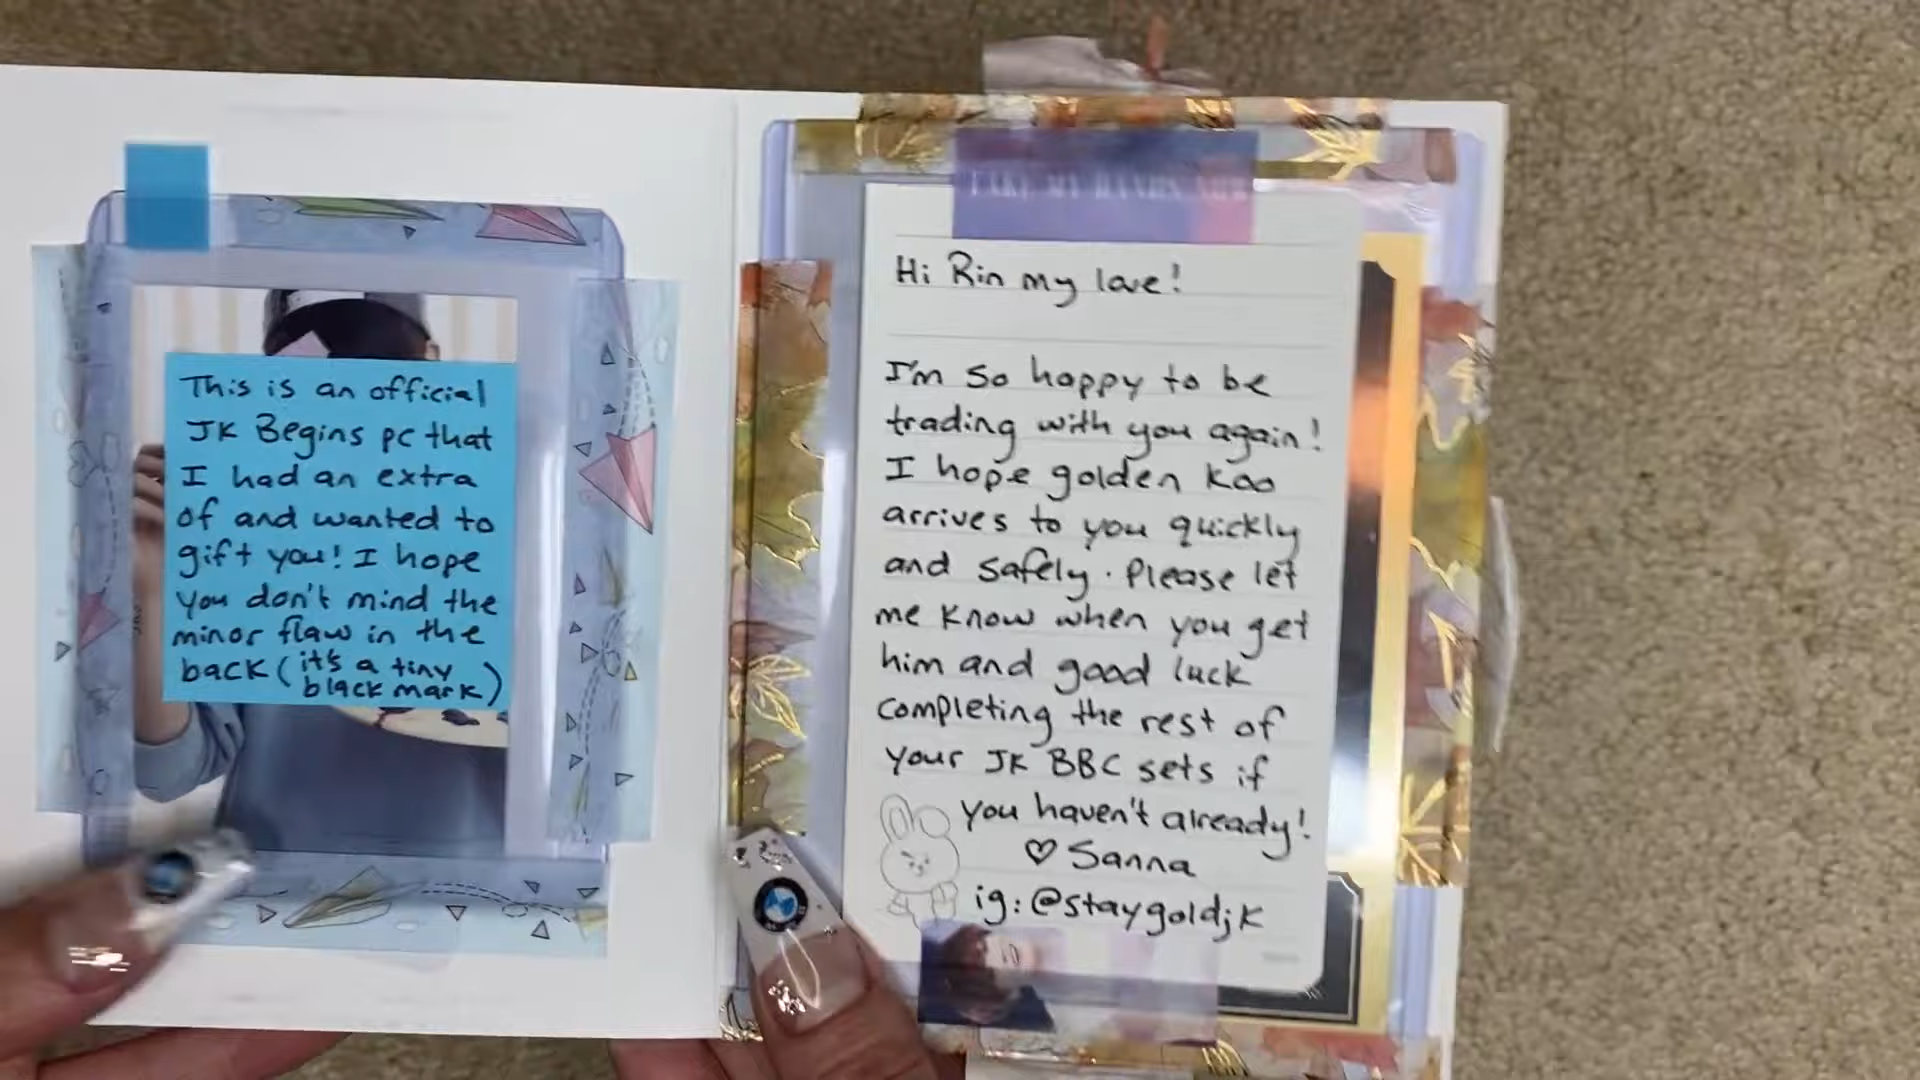 This is an official
JK Begins pc that
I had an extra
of and wanted to
gift you! I hope
you don't mind the
minor flaw in the
back (it's a tiny
black mark)
TAKE MY HANDS NOW
Hi Rin my love!
I'm so happy to be
trading with you again!
I hope golden Koo
arrives to you quickly
and safely. Please let
me know when you get
him and good luck
completing the rest of
your JK BBC sets if
you haven't already!
♡ Sanna
ig: @staygoldjk